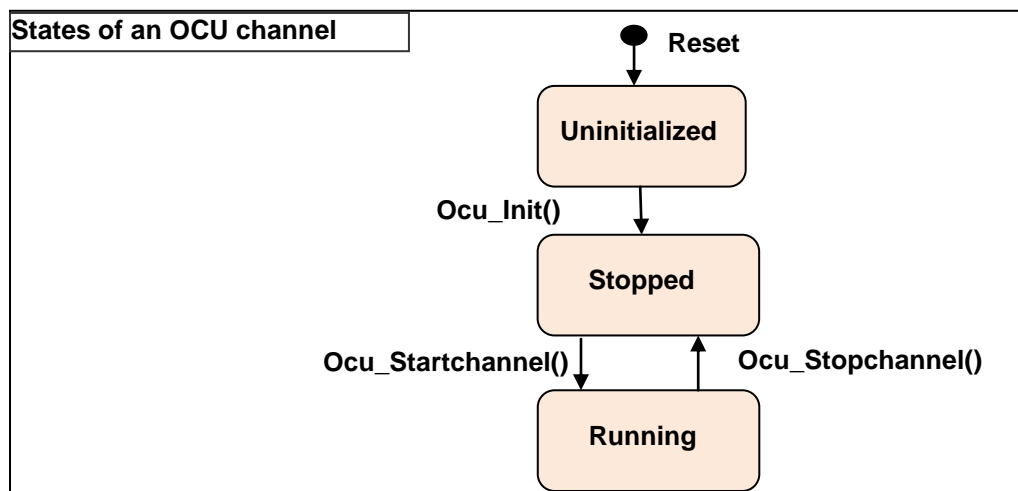 States of an OCU channel
Reset
Uninitialized
Ocu_Init()
Stopped
Ocu_Startchannel()
Ocu_Stopchannel()
Running